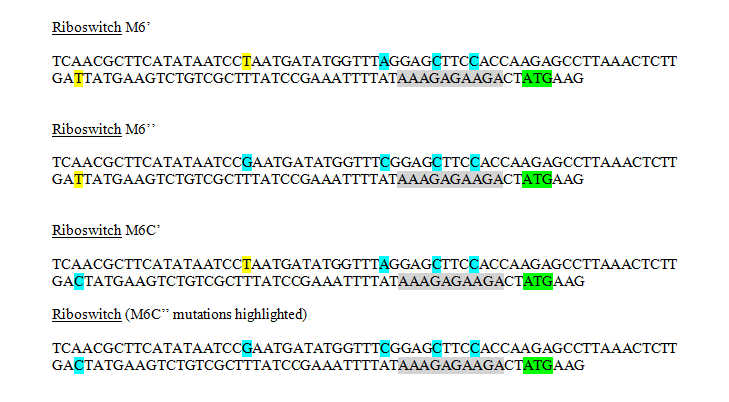 Riboswitch M6’
TCAACGCTTCATATAATCCTAATGATATGGTTTAGGAGCTTCCACCAAGAGCCTTAAACTCTT
GATTATGAAGTCTGTCGCTTTATCCGAAATTTTATAAAGAGAAGACTATGAAG
Riboswitch M6’’
TCAACGCTTCATATAATCCGAATGATATGGTTTCGGAGCTTCCACCAAGAGCCTTAAACTCTT
GATTATGAAGTCTGTCGCTTTATCCGAAATTTTATAAAGAGAAGACTATGAAG
Riboswitch M6C’
TCAACGCTTCATATAATCCTAATGATATGGTTTAGGAGCTTCCACCAAGAGCCTTAAACTCTT
GACTATGAAGTCTGTCGCTTTATCCGAAATTTTATAAAGAGAAGACTATGAAG
Riboswitch (M6C’’ mutations highlighted)
TCAACGCTTCATATAATCCGAATGATATGGTTTCGGAGCTTCCACCAAGAGCCTTAAACTCTT
GACTATGAAGTCTGTCGCTTTATCCGAAATTTTATAAAGAGAAGACTATGAAG